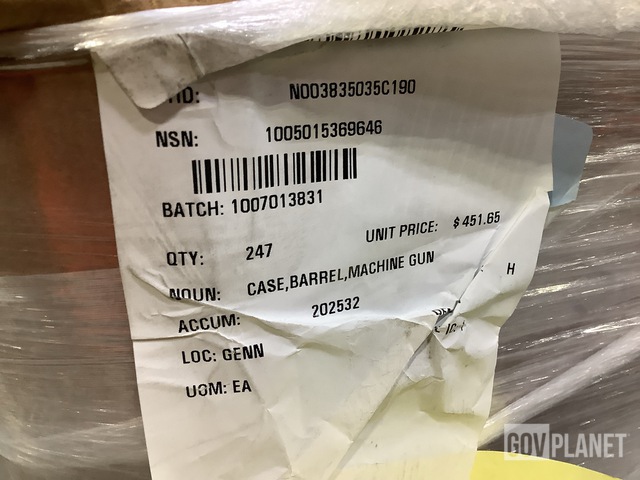 ID: N003835035C190
NSN: 1005015369646
BATCH: 1007013831
QTY: 247 UNIT PRICE: $451.65
NOUN: CASE,BARREL,MACHINE GUN
H
ACCUM: 202532
LOC: GENN
UOM: EA
GOVPLANET